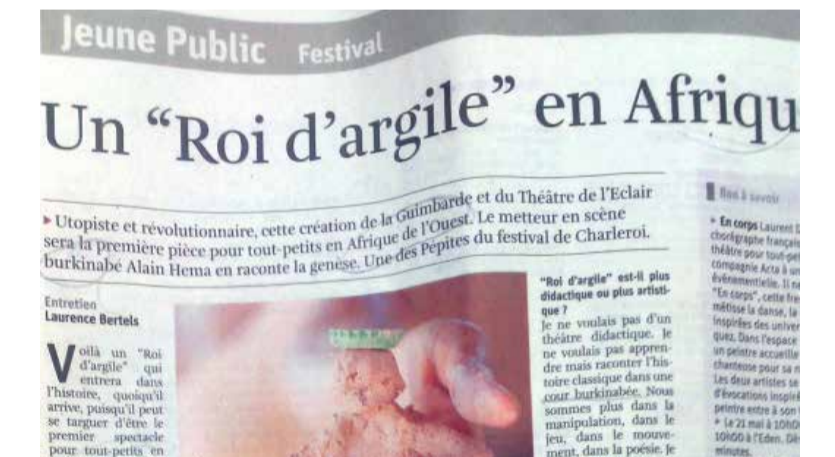 Jeune Public Festival
Un “Roi d'argile” en Afriqu
▸ Utopiste et révolutionnaire, cette création de la Guimbarde et du Théâtre de l'Eclair
sera la première pièce pour tout-petits en Afrique de l'Ouest. Le metteur en scène
burkinabé Alain Hema en raconte la genèse. Une des Pépites du festival de Charleroi.
Entretien
Laurence Bertels
Voilà un "Roi
d'argile" qui
entrera dans
l'histoire, quoiqu'il
arrive, puisqu'il peut
se targuer d'être le
premier spectacle
pour tout-petits en
"Roi d'argile" est-il plus
didactique ou plus artisti-
que ?
Je ne voulais pas d'un
théâtre didactique. Je
ne voulais pas appren-
dre mais raconter l'his-
toire classique dans une
cour burkinabée. Nous
sommes plus dans la
manipulation, dans le
jeu, dans le mouve-
ment, dans la poésie. Je
Bon à savoir
▸ En corps Laurent
chorégraphe français
théâtre pour tout-pe
compagnie Acta à un
événementielle. Il n
"En corps", cette fre
métisse la danse, la
inspirées des univer
quez. Dans l'espace
un peintre accueille
chanteuse pour sa
Les deux artistes se
d'évocations inspiré
peintre entre à son
▸ Le 21 mai à 10h0
10h00 à l'Eden. Dè
minutes.